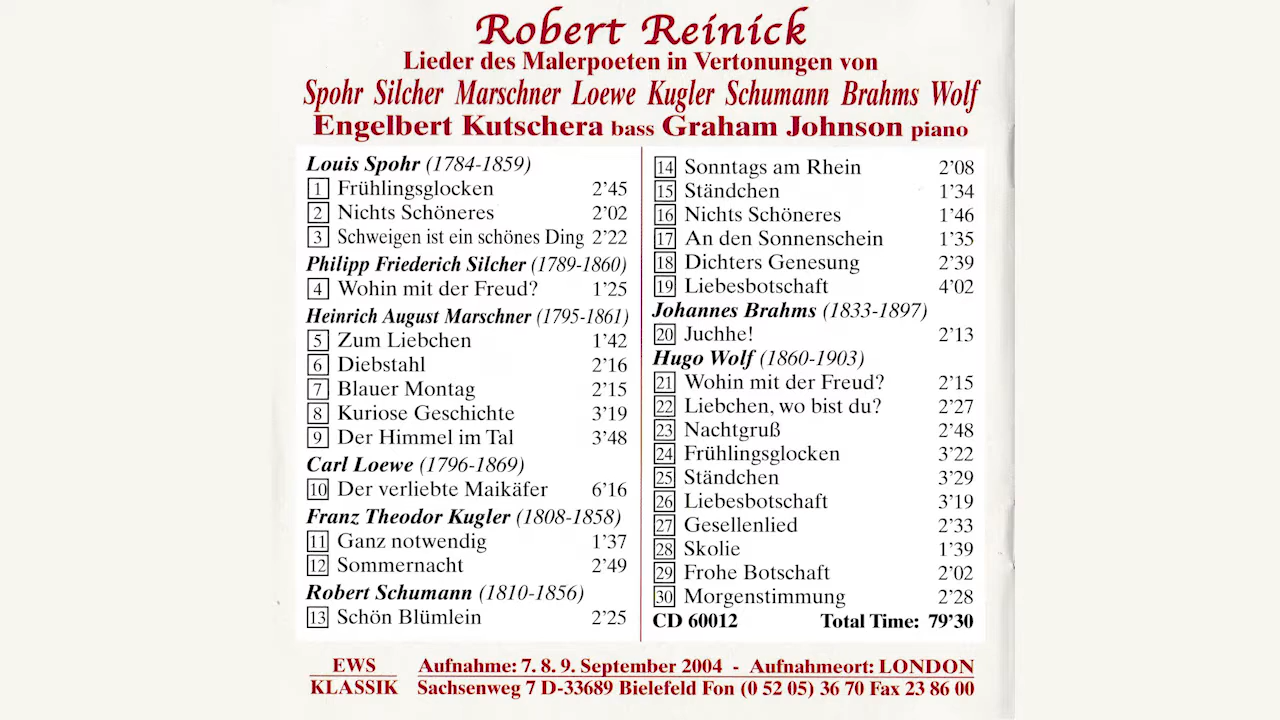 Robert Reinick
Lieder des Malerpoeten in Vertonungen von
Spohr Silcher Marschner Loewe Kugler Schumann Brahms Wolf
Engelbert Kutschera bass Graham Johnson piano
Louis Spohr (1784-1859)
1 Frühlingsglocken 2’45
2 Nichts Schöneres 2’02
3 Schweigen ist ein schönes Ding 2’22
Philipp Friederich Silcher (1789-1860)
4 Wohin mit der Freud? 1’25
Heinrich August Marschner (1795-1861)
5 Zum Liebchen 1’42
6 Diebstahl 2’16
7 Blauer Montag 2’15
8 Kuriose Geschichte 3’19
9 Der Himmel im Tal 3’48
Carl Loewe (1796-1869)
10 Der verliebte Maikäfer 6’16
Franz Theodor Kugler (1808-1858)
11 Ganz notwendig 1’37
12 Sommernacht 2’49
Robert Schumann (1810-1856)
13 Schön Blümlein 2’25
14 Sonntags am Rhein 2’08
15 Ständchen 1’34
16 Nichts Schöneres 1’46
17 An den Sonnenschein 1’35
18 Dichters Genesung 2’39
19 Liebesbotschaft 4’02
Johannes Brahms (1833-1897)
20 Juchhe! 2’13
Hugo Wolf (1860-1903)
21 Wohin mit der Freud? 2’15
22 Liebchen, wo bist du? 2’27
23 Nachtgruß 2’48
24 Frühlingsglocken 3’22
25 Ständchen 3’29
26 Liebesbotschaft 3’19
27 Gesellenlied 2’33
28 Skolie 1’39
29 Frohe Botschaft 2’02
30 Morgenstimmung 2’28
CD 60012 Total Time: 79’30
EWS Aufnahme: 7. 8. 9. September 2004 - Aufnahmeort: LONDON
KLASSIK Sachsenweg 7 D-33689 Bielefeld Fon (0 52 05) 36 70 Fax 23 86 00